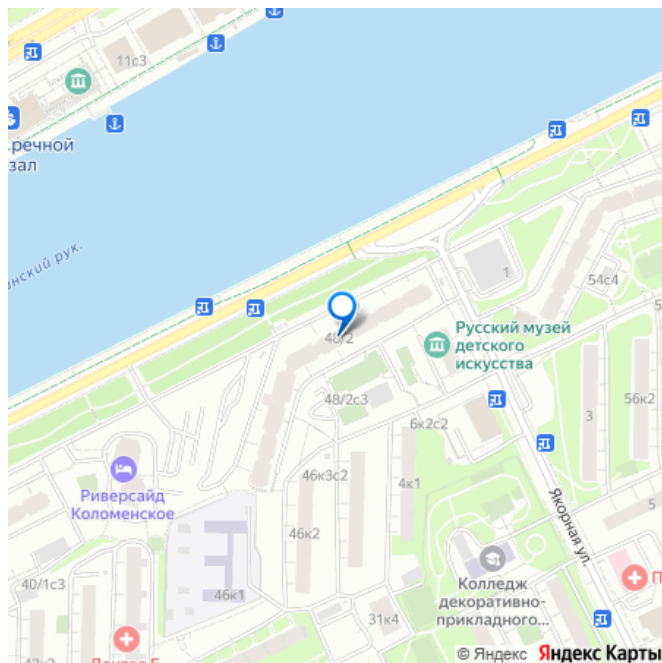 11с3
речной
зал
нский рук.
1
54с4
48/2
Русский музей
детского
искусства
48/2с3
56к2
3
6к2с2
46к3с2
4к1
Риверсайд
Коломенское
46к2
Якорная ул.
5
Колледж
декоративно-
прикладного...
40/1с3
46к1
31к4
© Яндекс Яндекс Карты